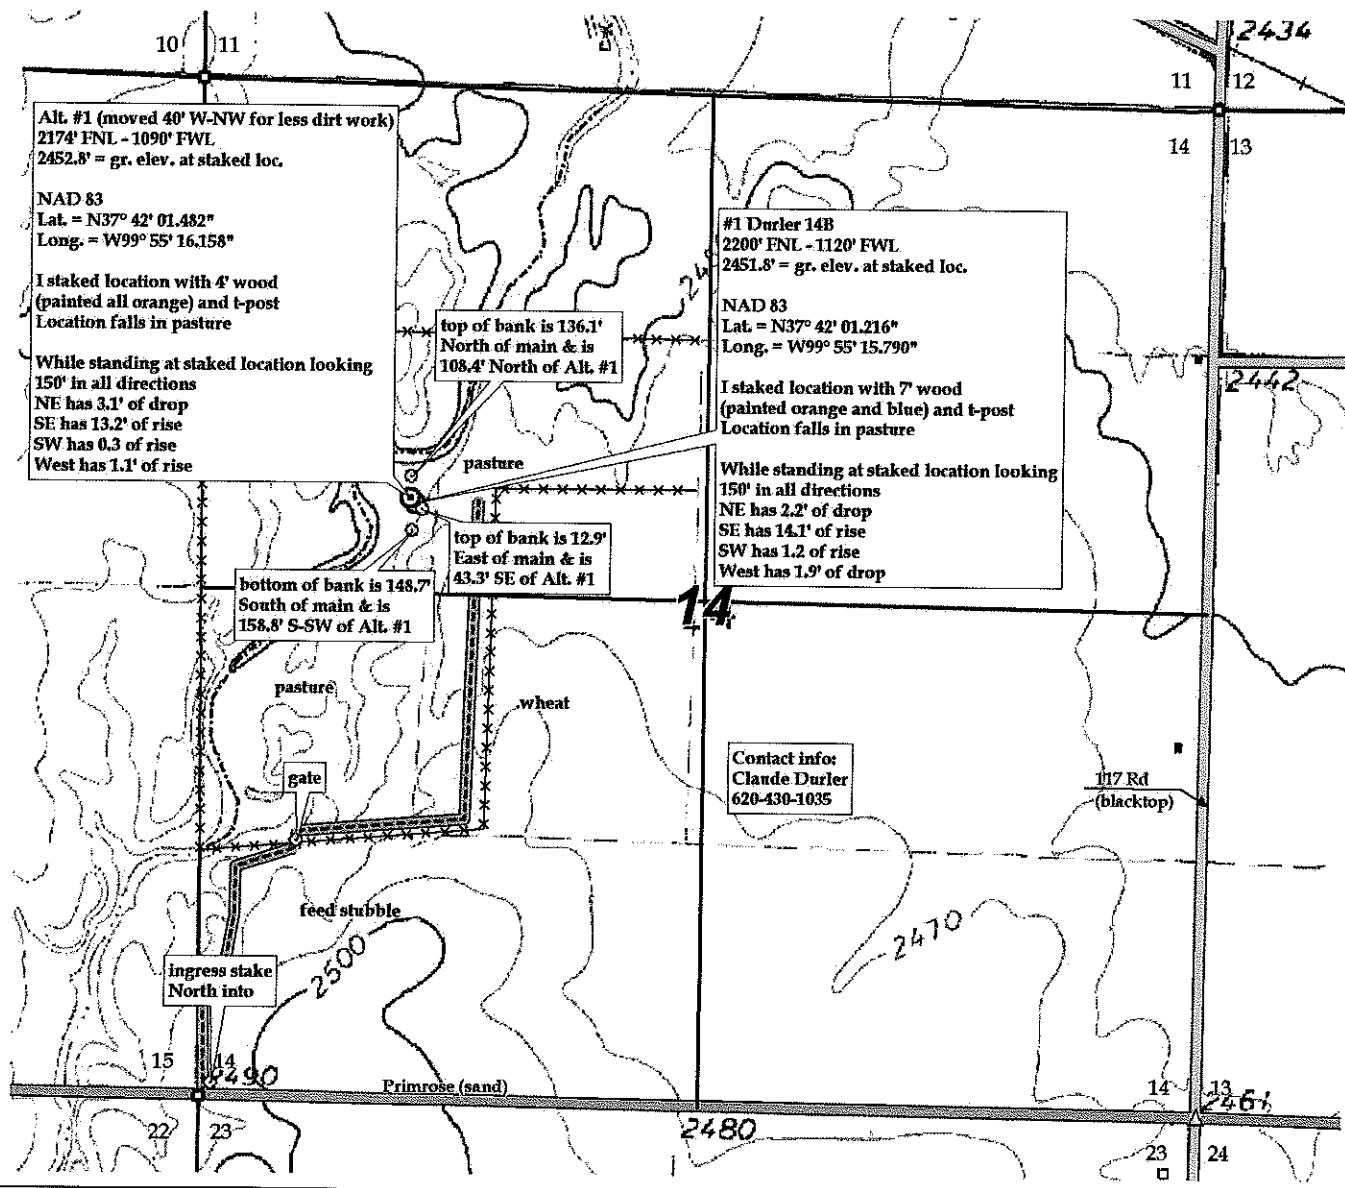 2434
10 11
11 12
14 13
Alt. #1 (moved 40' W-NW for less dirt work)
2174' FNL - 1090' FWL
2452.8' = gr. elev. at staked loc.
NAD 83
Lat. = N37° 42' 01.482"
Long. = W99° 55' 16.158"
I staked location with 4' wood
(painted all orange) and t-post
Location falls in pasture
While standing at staked location looking
150' in all directions
NE has 3.1' of drop
SE has 13.2' of rise
SW has 0.3 of rise
West has 1.1' of rise
#1 Durler 14B
2200' FNL - 1120' FWL
2451.8' = gr. elev. at staked loc.
NAD 83
Lat. = N37° 42' 01.216"
Long. = W99° 55' 15.790"
I staked location with 7' wood
(painted orange and blue) and t-post
Location falls in pasture
While standing at staked location looking
150' in all directions
NE has 2.2' of drop
SE has 14.1' of rise
SW has 1.2 of rise
West has 1.9' of drop
top of bank is 136.1'
North of main & is
108.4' North of Alt. #1
2442
pasture
top of bank is 12.9'
East of main & is
43.3' SE of Alt. #1
bottom of bank is 148.7'
South of main & is
158.8' S-SW of Alt. #1
14
pasture
wheat
gate
Contact info:
Claude Durler
620-430-1035
117 Rd
(blacktop)
feed stubble
2500
2470
ingress stake
North into
15 14
2490
Primrose (sand)
14 13
2461
22 23
2480
23 24